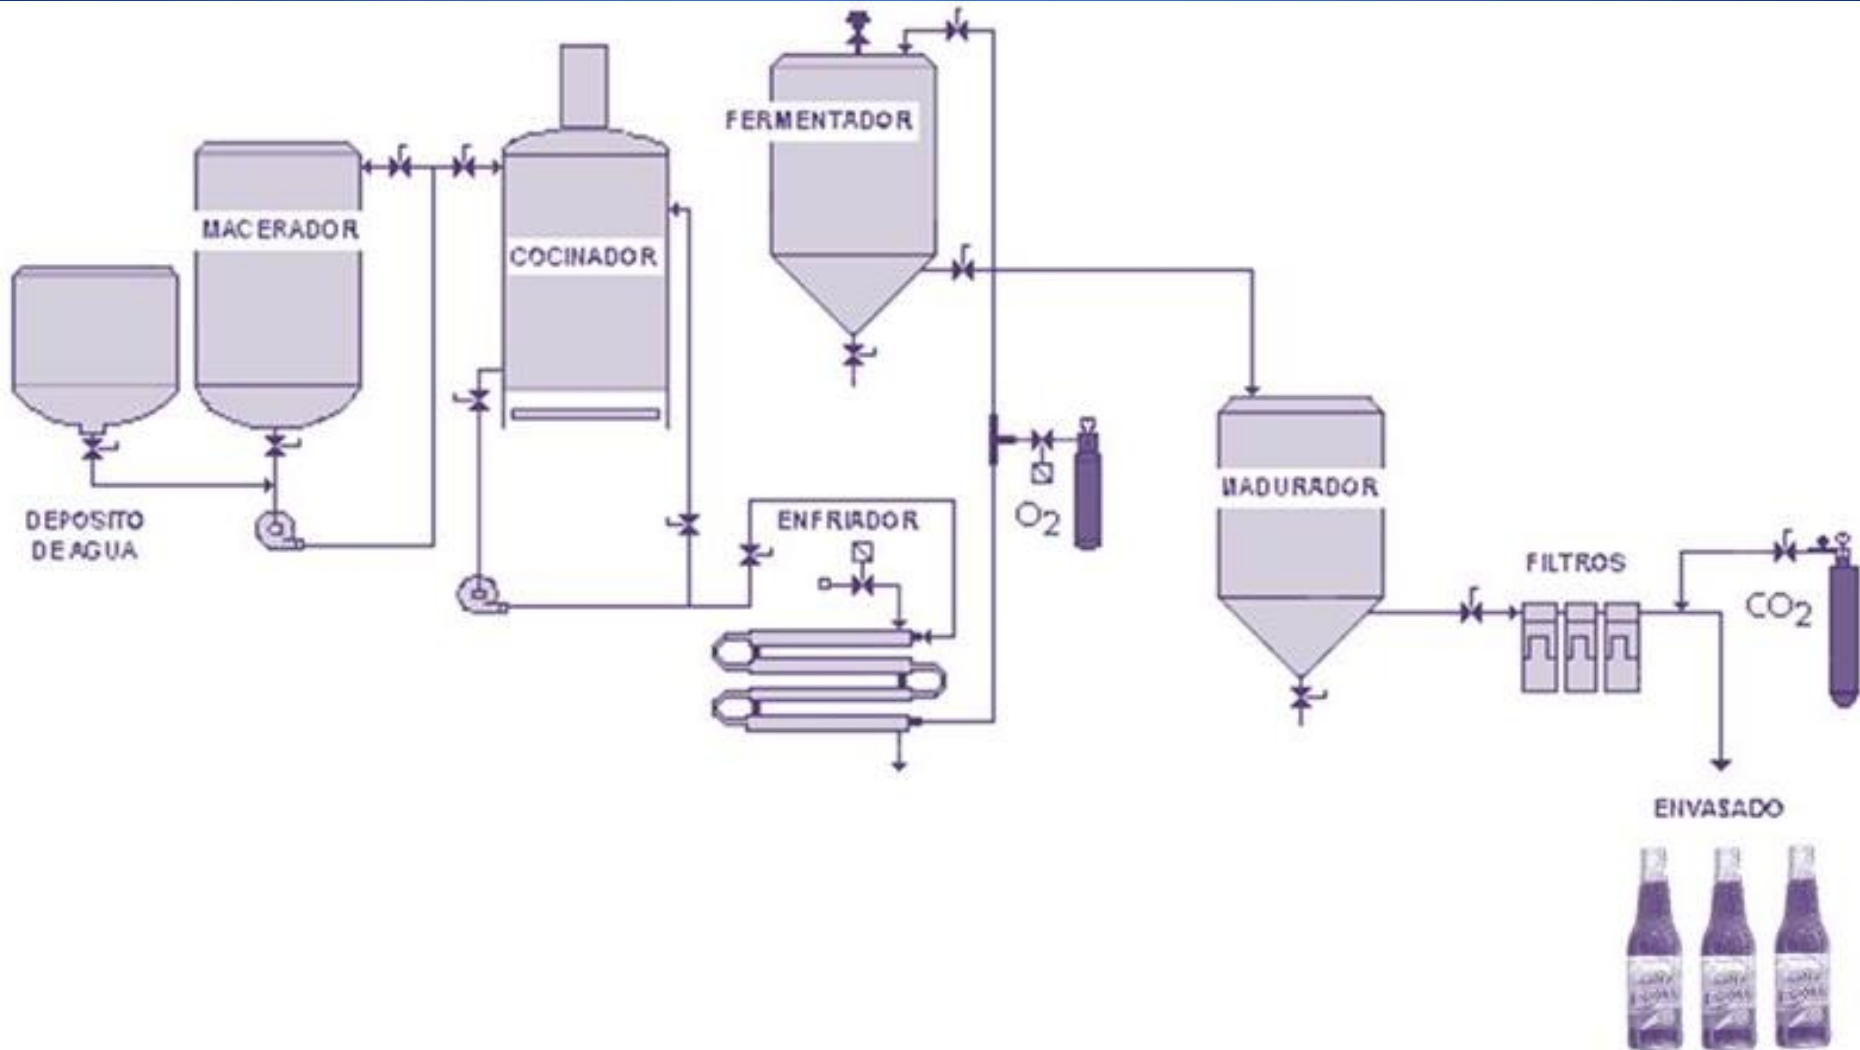 FERMENTADOR
MACERADOR
COCINADOR
DEPOSITO
DE AGUA
ENFRIADOR
O2
MADURADOR
FILTROS
CO2
ENVASADO